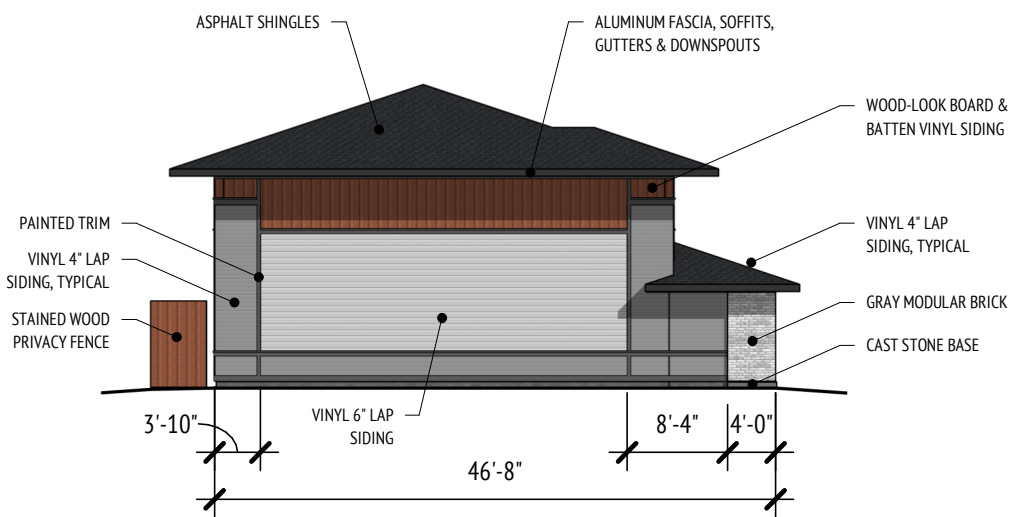 ASPHALT SHINGLES
ALUMINUM FASCIA, SOFFITS,
GUTTERS & DOWNSPOUTS
WOOD-LOOK BOARD &
BATTEN VINYL SIDING
PAINTED TRIM
VINYL 4" LAP
SIDING, TYPICAL
VINYL 4" LAP
SIDING, TYPICAL
STAINED WOOD
PRIVACY FENCE
GRAY MODULAR BRICK
CAST STONE BASE
VINYL 6" LAP
SIDING
3'-10"
8'-4"
4'-0"
46'-8"